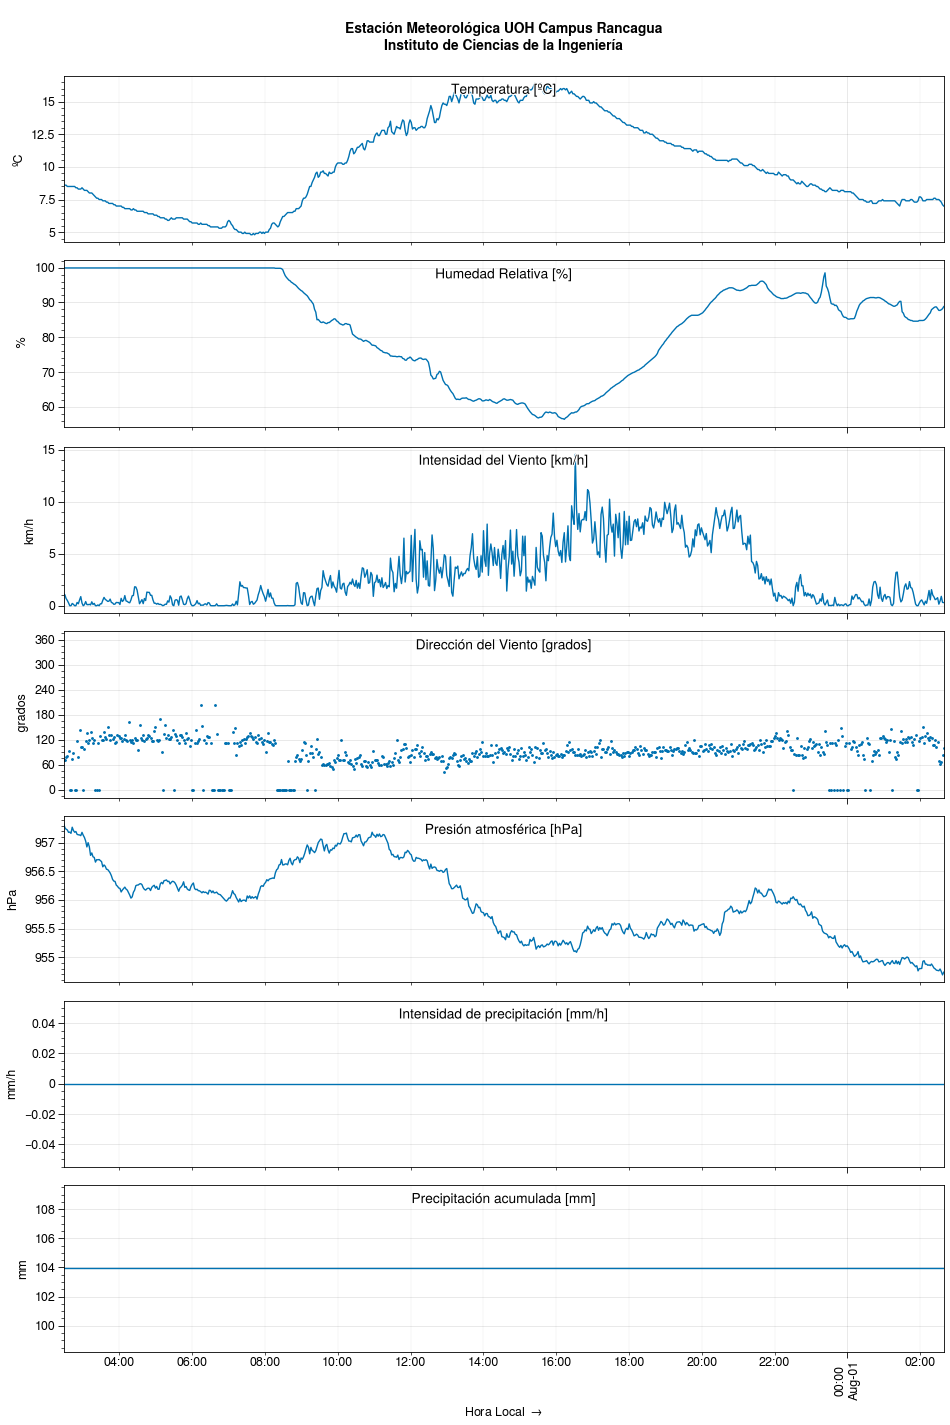 Estación Meteorológica UOH Campus Rancagua
Instituto de Ciencias de la Ingeniería
Temperatura [ºC]
15
12.5
10
7.5
5
ºC
Humedad Relativa [%]
100
90
80
70
60
%
Intensidad del Viento [km/h]
15
10
5
0
km/h
Dirección del Viento [grados]
360
300
240
180
120
60
0
grados
Presión atmosférica [hPa]
957
956.5
956
955.5
955
hPa
Intensidad de precipitación [mm/h]
0.04
0.02
0
−0.02
−0.04
mm/h
Precipitación acumulada [mm]
108
106
104
102
100
mm
04:00 06:00 08:00 10:00 12:00 14:00 16:00 18:00 20:00 22:00 00:00 02:00
Aug-01
Hora Local →